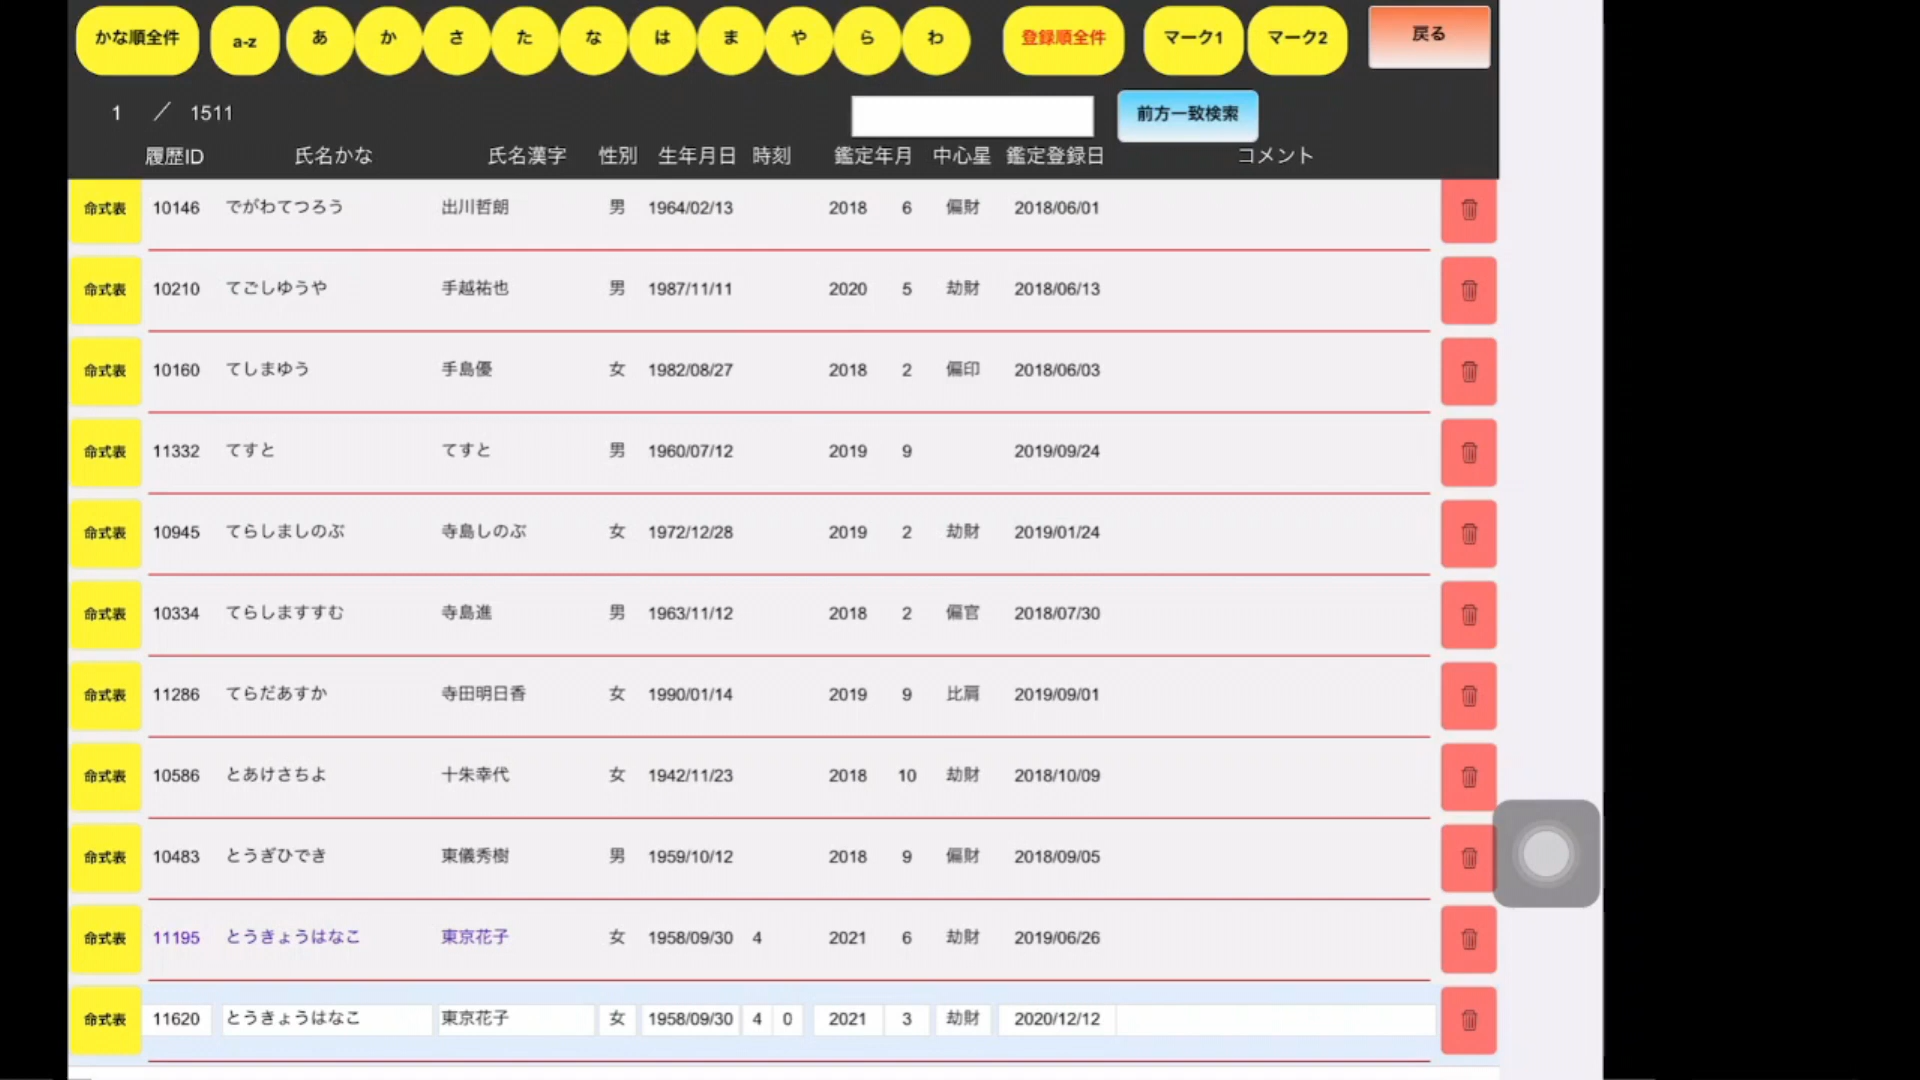 かな順全件 a-z あ か さ た な は ま や ら わ 登録順全件 マーク1 マーク2 戻る
1 / 1511 前方一致検索
履歴ID 氏名かな 氏名漢字 性別 生年月日 時刻 鑑定年月 中心星 鑑定登録日 コメント
命式表 10146 でがわてつろう 出川哲朗 男 1964/02/13 2018 6 偏財 2018/06/01
命式表 10210 てごしゆうや 手越祐也 男 1987/11/11 2020 5 劫財 2018/06/13
命式表 10160 てしまゆう 手島優 女 1982/08/27 2018 2 偏印 2018/06/03
命式表 11332 てすと てすと 男 1960/07/12 2019 9 2019/09/24
命式表 10945 てらしましのぶ 寺島しのぶ 女 1972/12/28 2019 2 劫財 2019/01/24
命式表 10334 てらしますすむ 寺島進 男 1963/11/12 2018 2 偏官 2018/07/30
命式表 11286 てらだあすか 寺田明日香 女 1990/01/14 2019 9 比肩 2019/09/01
命式表 10586 とあけさちよ 十朱幸代 女 1942/11/23 2018 10 劫財 2018/10/09
命式表 10483 とうぎひでき 東儀秀樹 男 1959/10/12 2018 9 偏財 2018/09/05
命式表 11195 とうきょうはなこ 東京花子 女 1958/09/30 4 2021 6 劫財 2019/06/26
命式表 11620 とうきょうはなこ 東京花子 女 1958/09/30 4 0 2021 3 劫財 2020/12/12